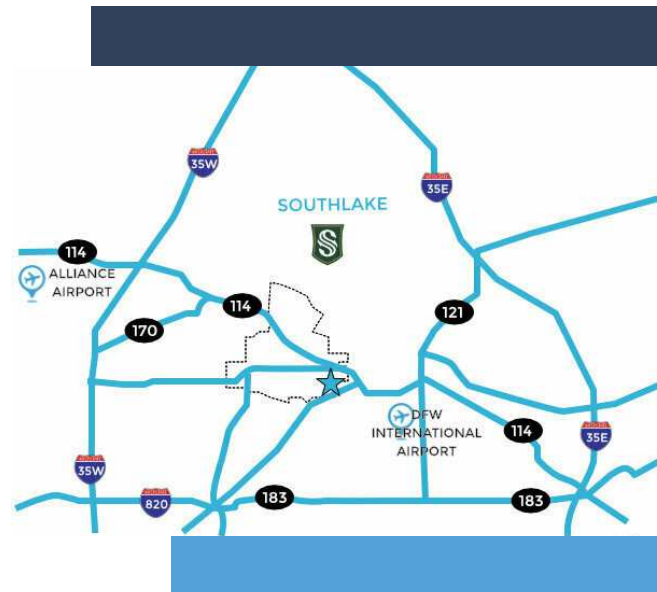 35W
35E
SOUTHLAKE
S
114
ALLIANCE
AIRPORT
114
121
170
DFW
INTERNATIONAL
AIRPORT
114
35E
35W
820
183
183